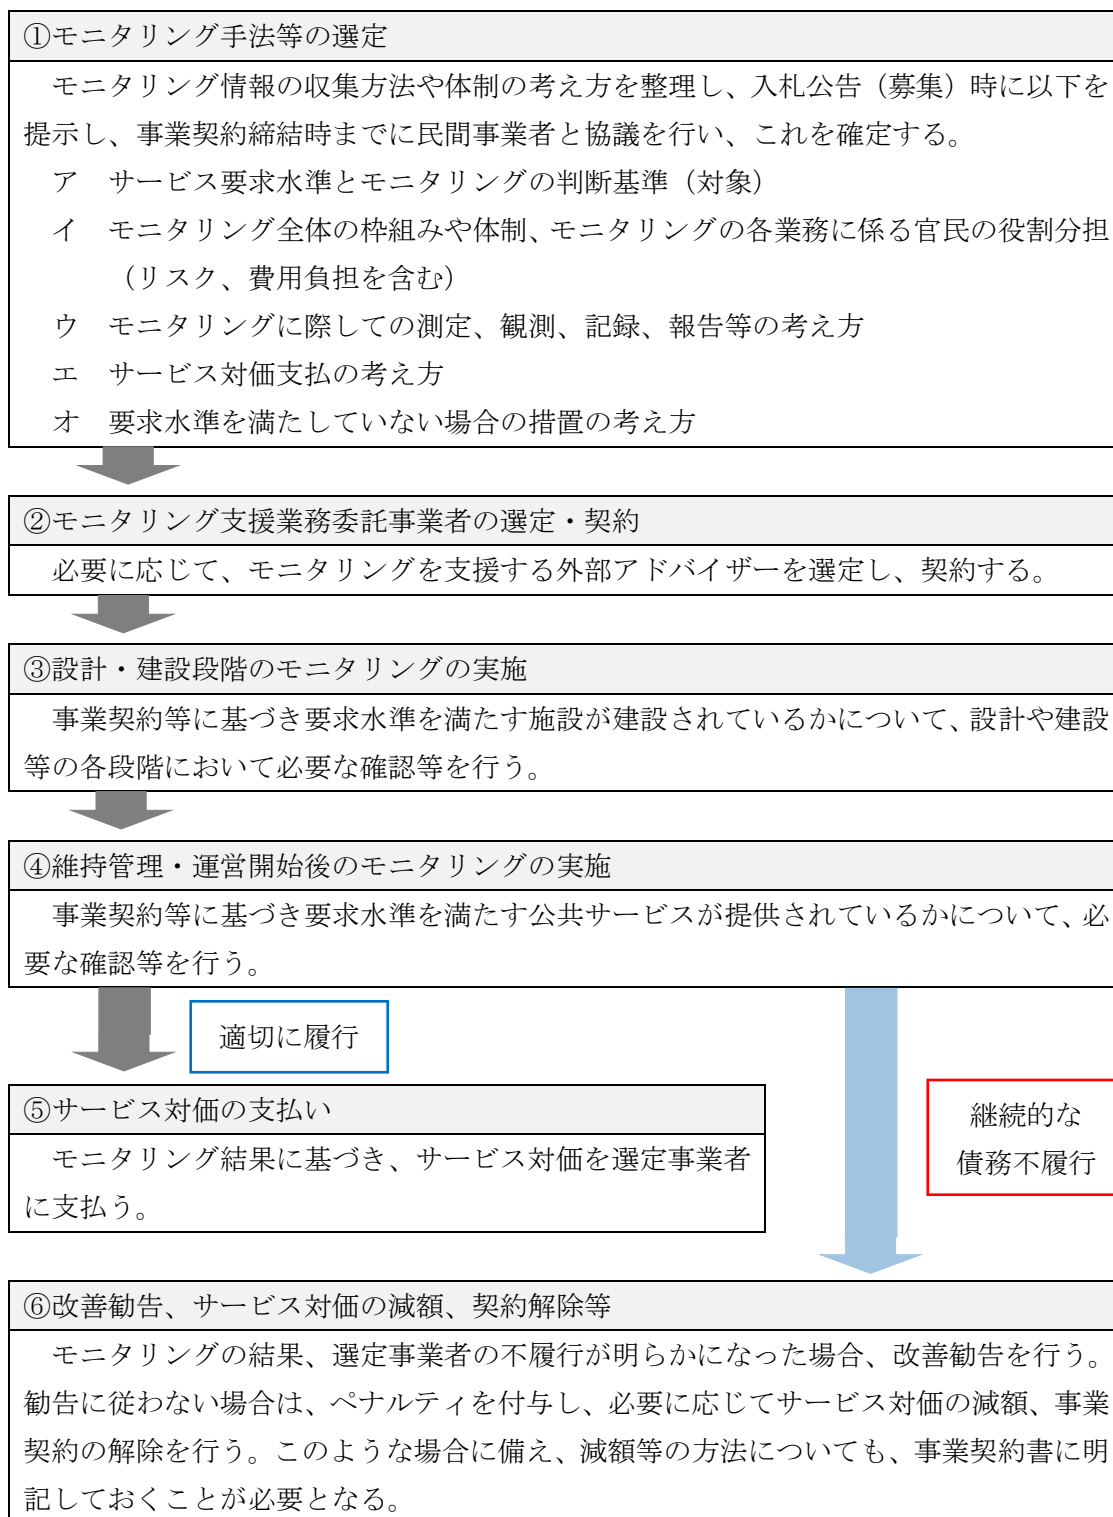 ①モニタリング手法等の選定
モニタリング情報の収集方法や体制の考え方を整理し、入札公告（募集）時に以下を
提示し、事業契約締結時までに民間事業者と協議を行い、これを確定する。
ア　サービス要求水準とモニタリングの判断基準（対象）
イ　モニタリング全体の枠組みや体制、モニタリングの各業務に係る官民の役割分担
（リスク、費用負担を含む）
ウ　モニタリングに際しての測定、観測、記録、報告等の考え方
エ　サービス対価支払の考え方
オ　要求水準を満たしていない場合の措置の考え方
②モニタリング支援業務委託事業者の選定・契約
必要に応じて、モニタリングを支援する外部アドバイザーを選定し、契約する。
③設計・建設段階のモニタリングの実施
事業契約等に基づき要求水準を満たす施設が建設されているかについて、設計や建設
等の各段階において必要な確認等を行う。
④維持管理・運営開始後のモニタリングの実施
事業契約等に基づき要求水準を満たす公共サービスが提供されているかについて、必
要な確認等を行う。
適切に履行
⑤サービス対価の支払い
モニタリング結果に基づき、サービス対価を選定事業者
に支払う。
継続的な
債務不履行
⑥改善勧告、サービス対価の減額、契約解除等
モニタリングの結果、選定事業者の不履行が明らかになった場合、改善勧告を行う。
勧告に従わない場合は、ペナルティを付与し、必要に応じてサービス対価の減額、事業
契約の解除を行う。このような場合に備え、減額等の方法についても、事業契約書に明
記しておくことが必要となる。